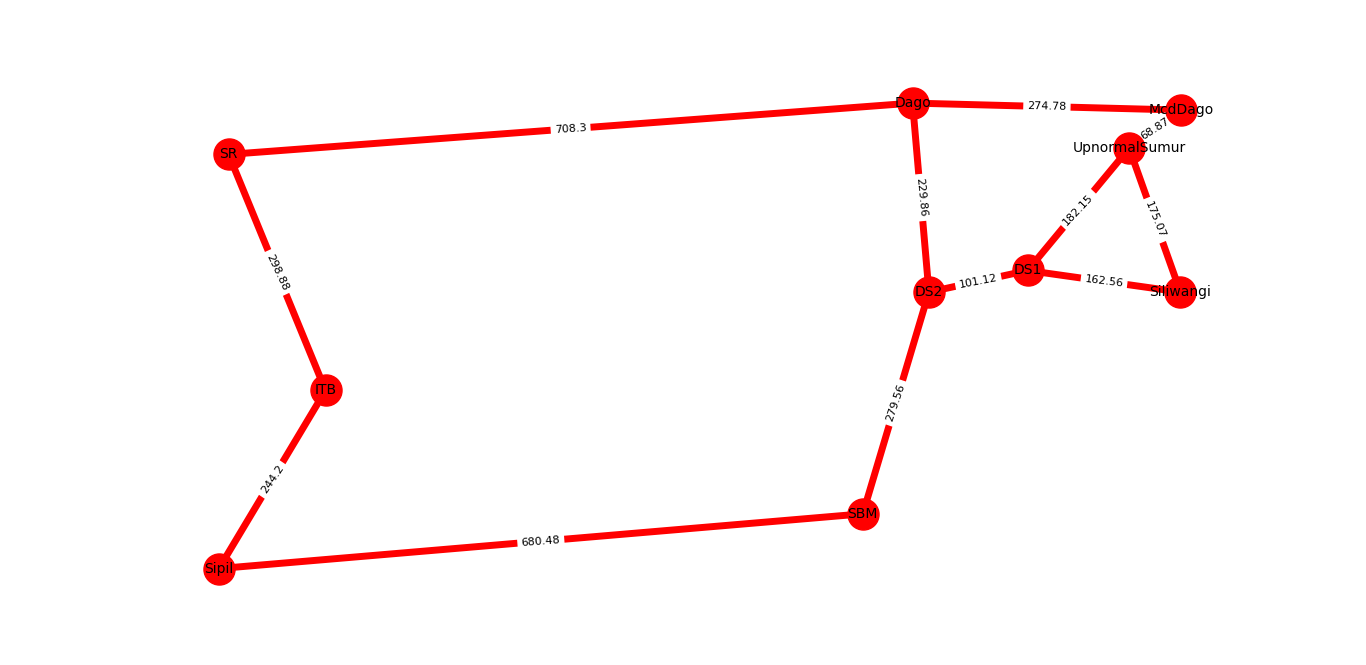 Dago
274.78
McdDago
708.3
68.87
SR
UpnormalSumur
229.86
182.15
175.07
298.88
DS1
101.12
162.56
DS2
Siliwangi
ITB
279.56
244.2
SBM
680.48
Sipil